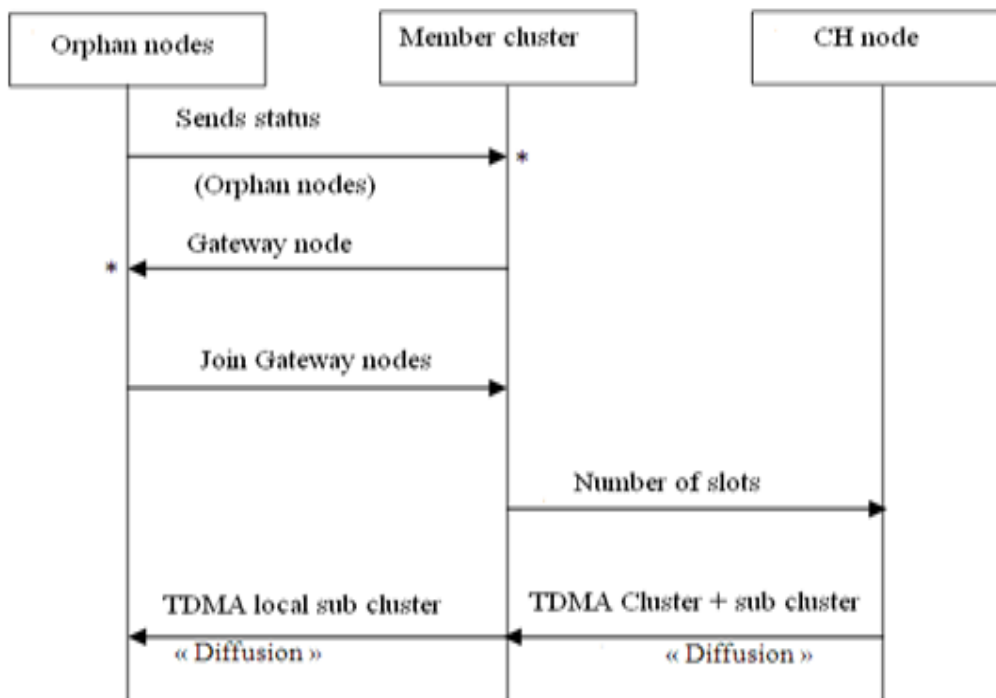 Orphan nodes
Member cluster
CH node
Sends status
*
(Orphan nodes)
Gateway node
*
Join Gateway nodes
Number of slots
TDMA local sub cluster
TDMA Cluster + sub cluster
« Diffusion »
« Diffusion »